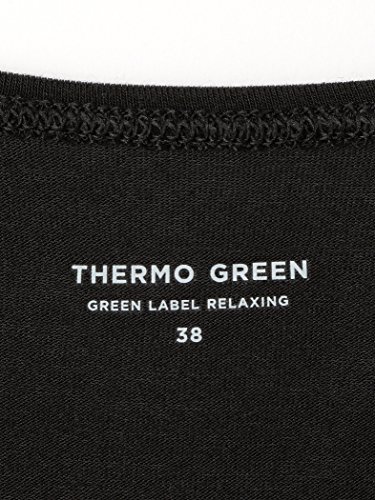 THERMO GREEN
GREEN LABEL RELAXING
38